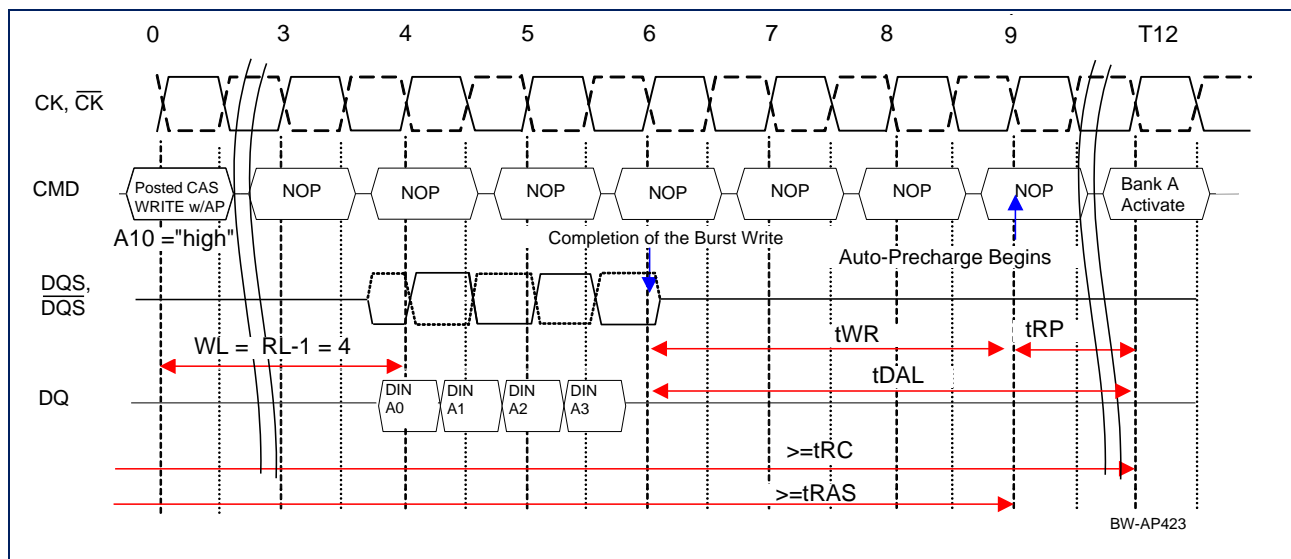 0 3 4 5 6 7 8 9 T12
CK, CK
CMD
Posted CAS
WRITE w/AP
NOP NOP NOP NOP NOP NOP NOP
Bank A
Activate
A10 ="high"
Completion of the Burst Write
Auto-Precharge Begins
DQS,
DQS
WL = RL-1 = 4
tWR
tRP
tDAL
DQ
DIN
A0
DIN
A1
DIN
A2
DIN
A3
>=tRC
>=tRAS
BW-AP423